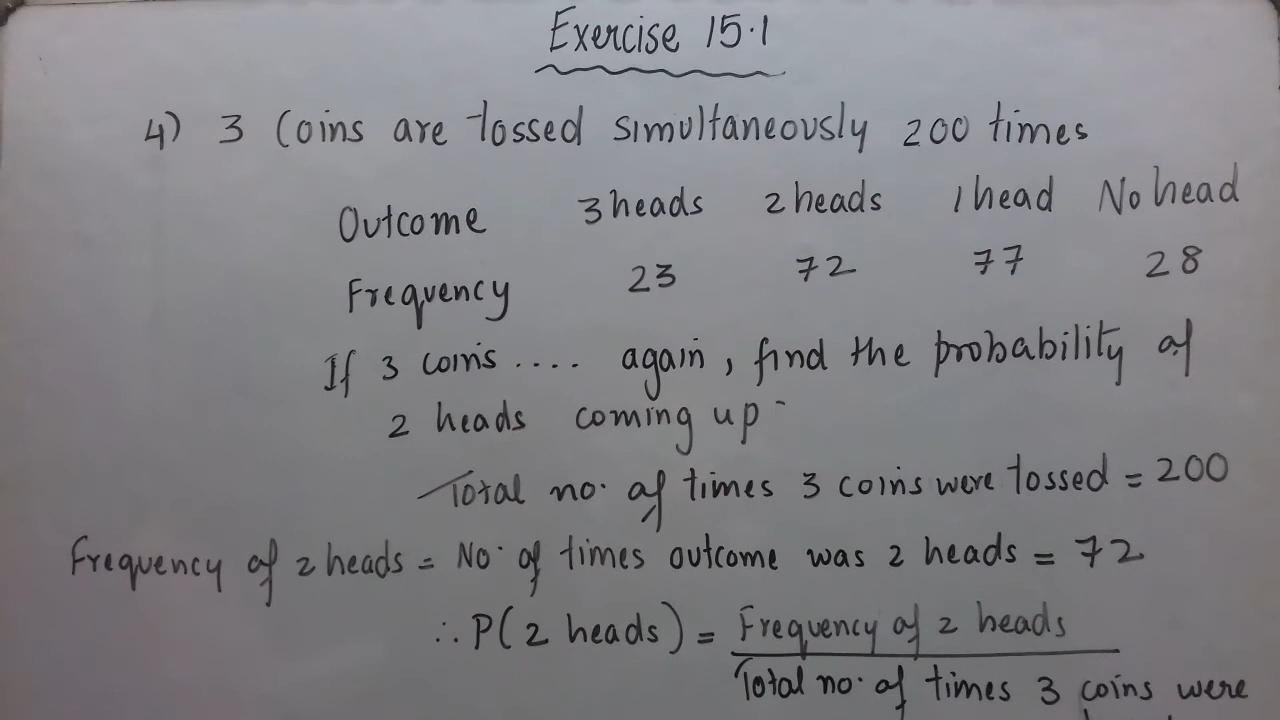 Exercise 15.1
4) 3 Coins are tossed simultaneously 200 times
Outcome 3 heads 2 heads 1 head No head
Frequency 23 72 77 28
If 3 coins .... again, find the probability of
2 heads coming up.
Total no. of times 3 coins were tossed = 200
Frequency of 2 heads = No. of times outcome was 2 heads = 72
∴ P(2 heads) = Frequency of 2 heads
Total no. of times 3 coins were